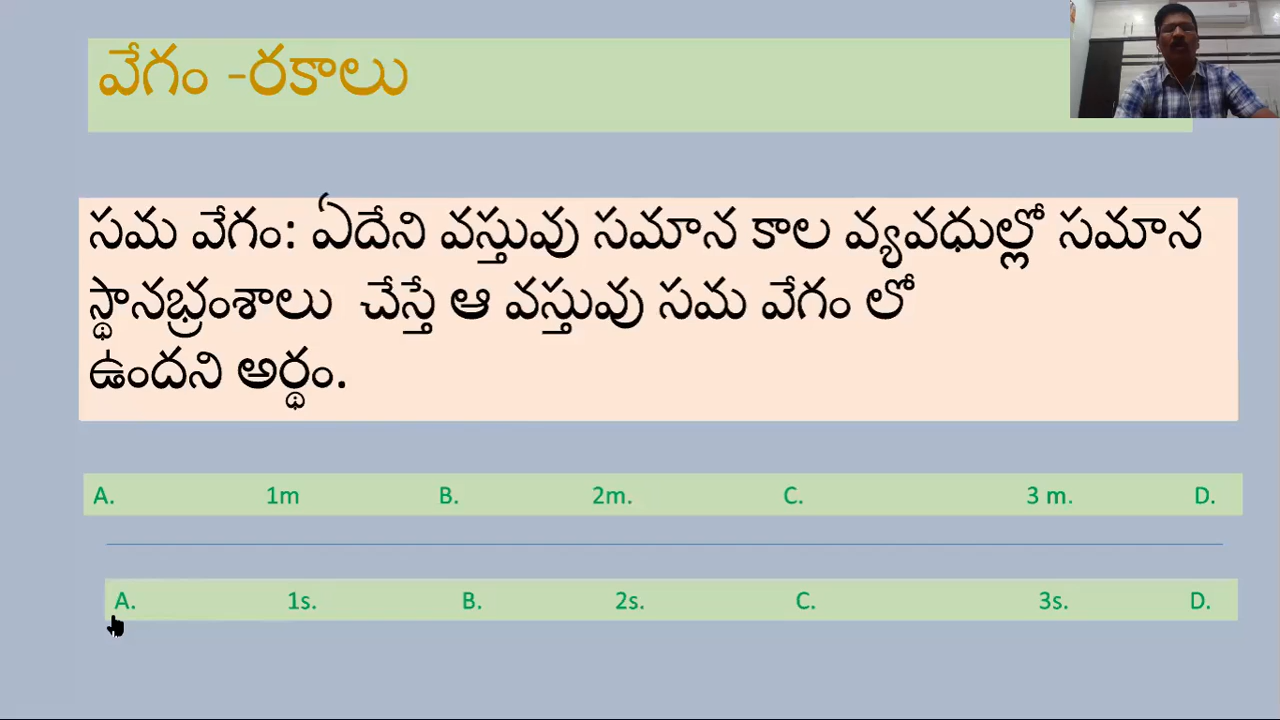 వేగం -రకాలు
సమ వేగం: ఏదేని వస్తువు సమాన కాల వ్యవధుల్లో సమాన
స్థానభ్రంశాలు చేస్తే ఆ వస్తువు సమ వేగం లో
ఉందని అర్థం.
A. 1m B. 2m. C. 3 m. D.
A. 1s. B. 2s. C. 3s. D.